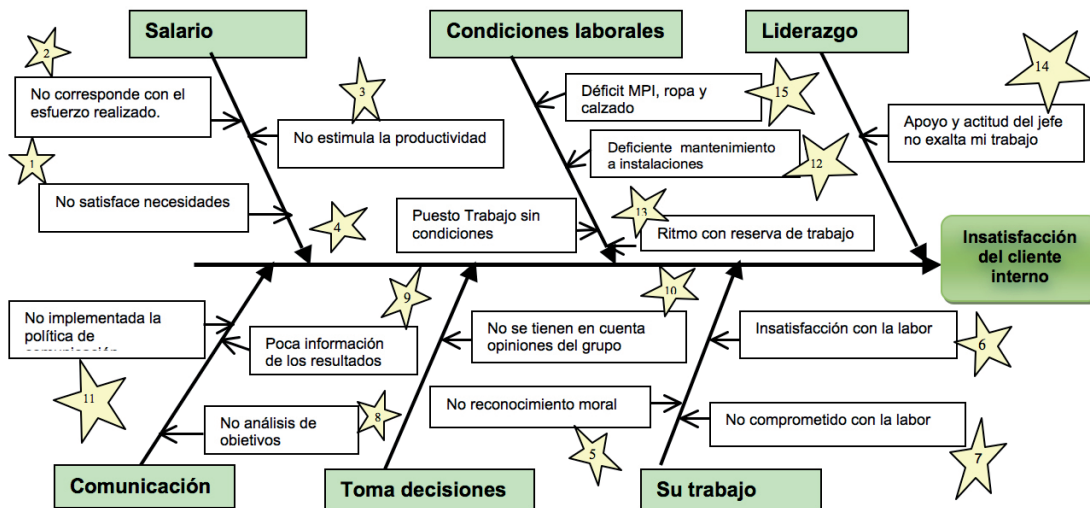 Salario
Condiciones laborales
Liderazgo
2
No corresponde con el
esfuerzo realizado.
3
No estimula la productividad
1
No satisface necesidades
4
Déficit MPI, ropa y
calzado
15
Deficiente mantenimiento
a instalaciones
12
Puesto Trabajo sin
condiciones
13
Ritmo con reserva de trabajo
14
Apoyo y actitud del jefe
no exalta mi trabajo
Insatisfacción
del cliente
interno
No implementada la
política de
comunicación
11
Poca información
de los resultados
9
No análisis de
objetivos
8
No se tienen en cuenta
opiniones del grupo
10
No reconocimiento moral
5
Insatisfacción con la labor
6
No comprometido con la labor
7
Comunicación
Toma decisiones
Su trabajo